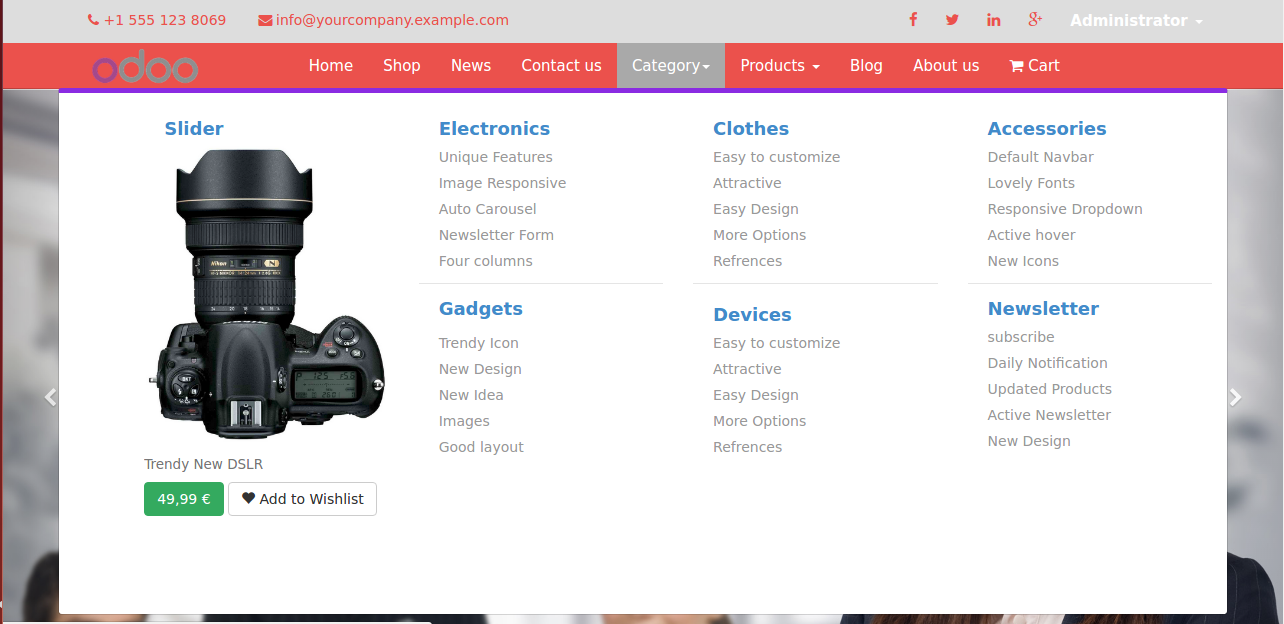 +1 555 123 8069 info@yourcompany.example.com Administrator
odoo Home Shop News Contact us Category Products Blog About us Cart
Slider
Trendy New DSLR
49,99 € Add to Wishlist
Electronics
Unique Features
Image Responsive
Auto Carousel
Newsletter Form
Four columns
Gadgets
Trendy Icon
New Design
New Idea
Images
Good layout
Clothes
Easy to customize
Attractive
Easy Design
More Options
Refrences
Devices
Easy to customize
Attractive
Easy Design
More Options
Refrences
Accessories
Default Navbar
Lovely Fonts
Responsive Dropdown
Active hover
New Icons
Newsletter
subscribe
Daily Notification
Updated Products
Active Newsletter
New Design